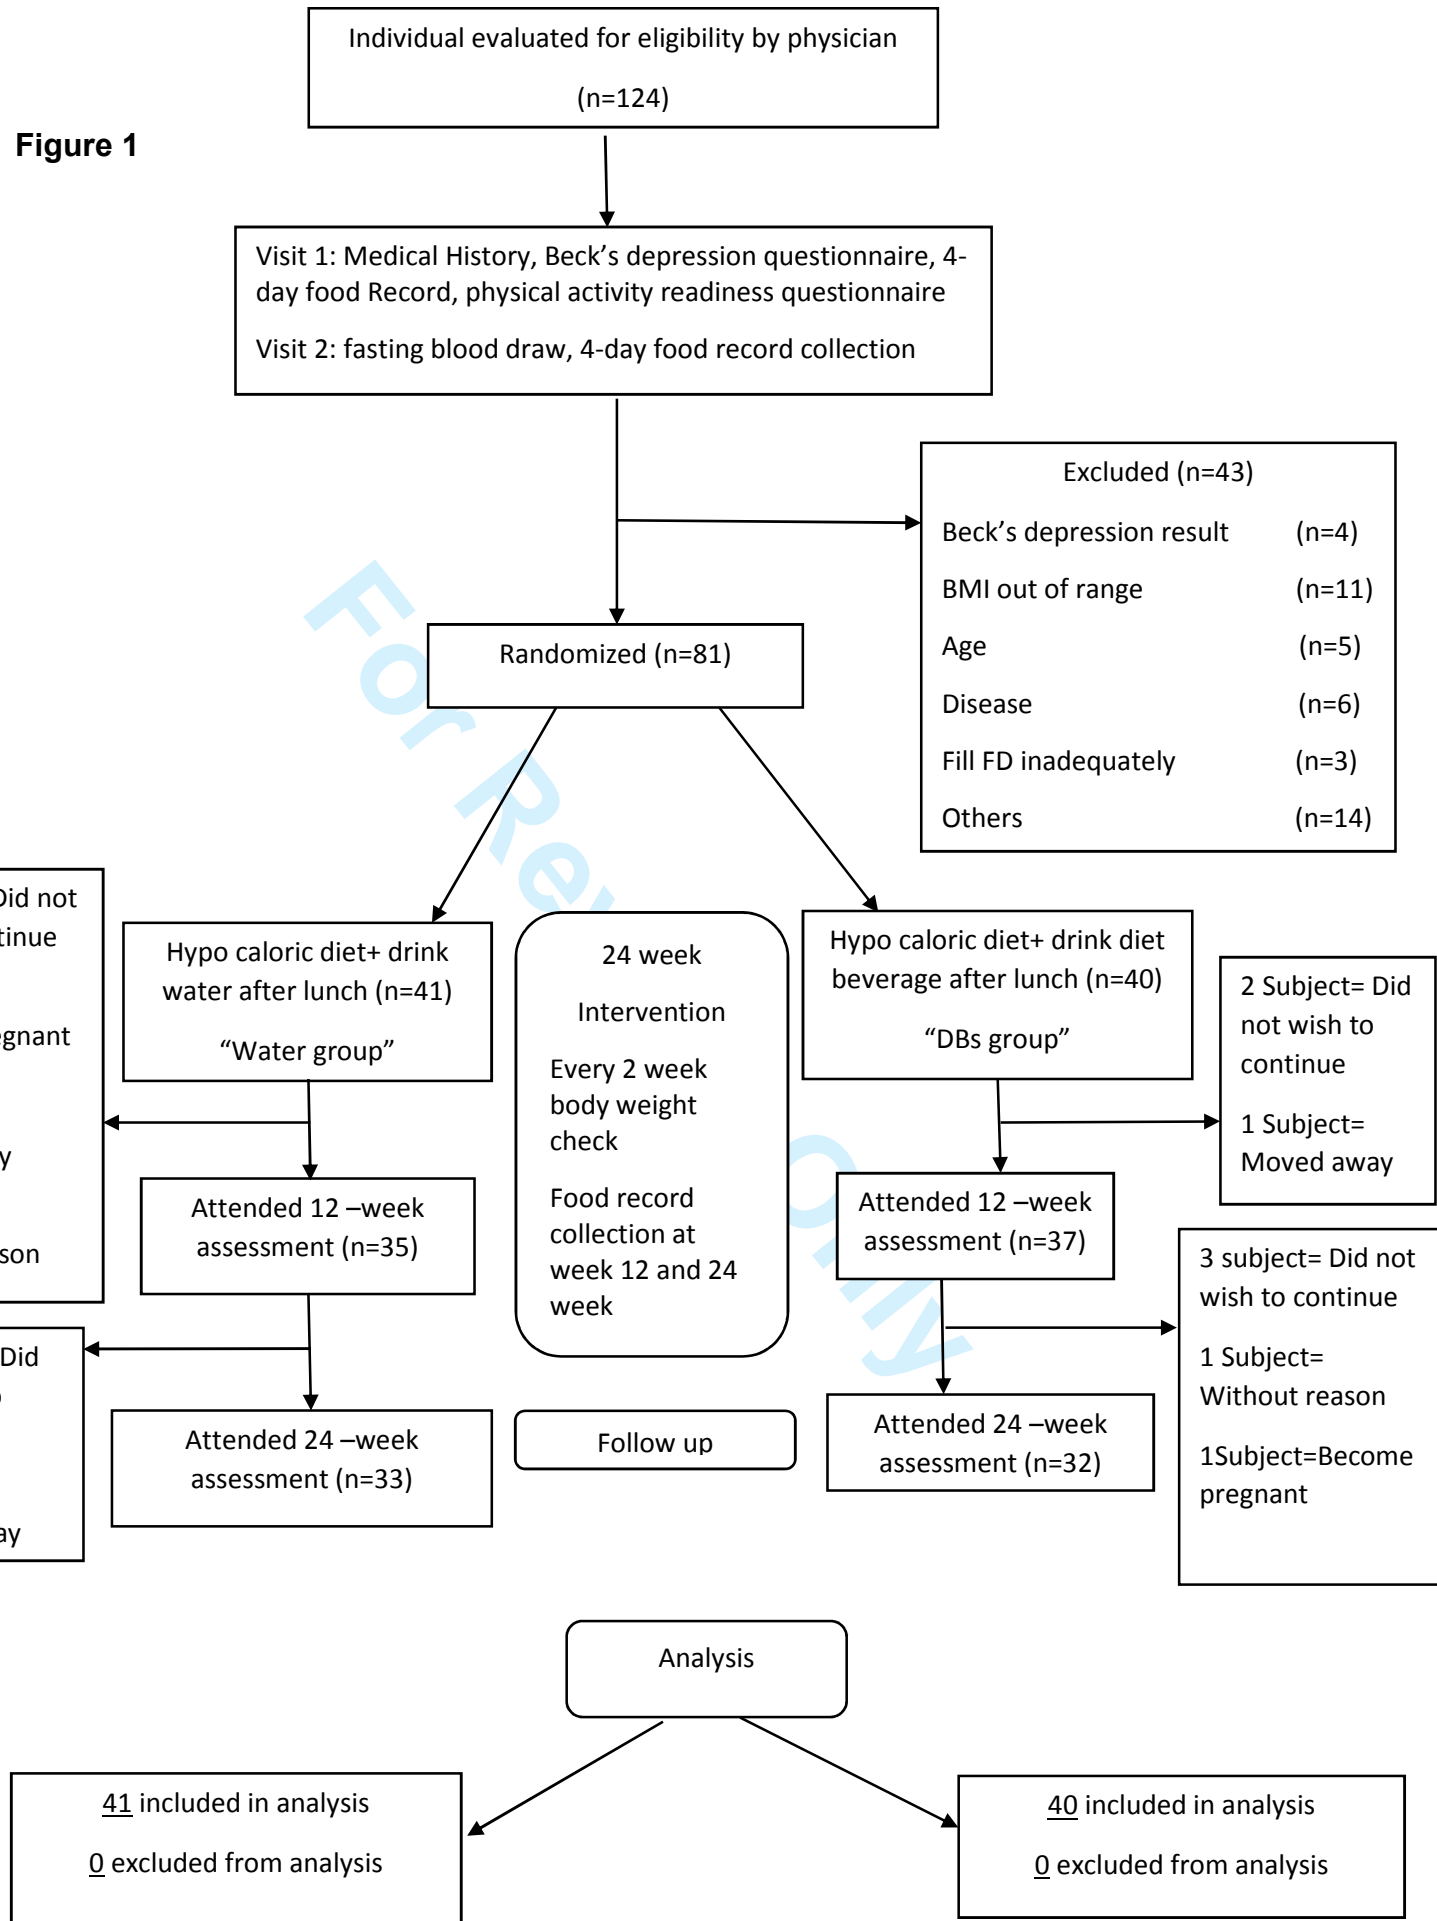 Individual evaluated for eligibility by physician
(n=124)
Figure 1
Visit 1: Medical History, Beck’s depression questionnaire, 4-
day food Record, physical activity readiness questionnaire
Visit 2: fasting blood draw, 4-day food record collection
Excluded (n=43)
Beck’s depression result (n=4)
BMI out of range (n=11)
Age (n=5)
Disease (n=6)
Fill FD inadequately (n=3)
Others (n=14)
Randomized (n=81)
Did not
Hypo caloric diet+ drink
water after lunch (n=41)
“Water group”
24 week
Intervention
Every 2 week
body weight
check
Food record
collection at
week 12 and 24
week
Hypo caloric diet+ drink diet
beverage after lunch (n=40)
“DBs group”
2 Subject= Did
not wish to
continue
1 Subject=
Moved away
Attended 12 –week
assessment (n=35)
Attended 12 –week
assessment (n=37)
3 subject= Did not
wish to continue
1 Subject=
Without reason
1Subject=Become
pregnant
Did
Attended 24 –week
assessment (n=33)
Follow up
Attended 24 –week
assessment (n=32)
Analysis
41 included in analysis
0 excluded from analysis
40 included in analysis
0 excluded from analysis
For
only